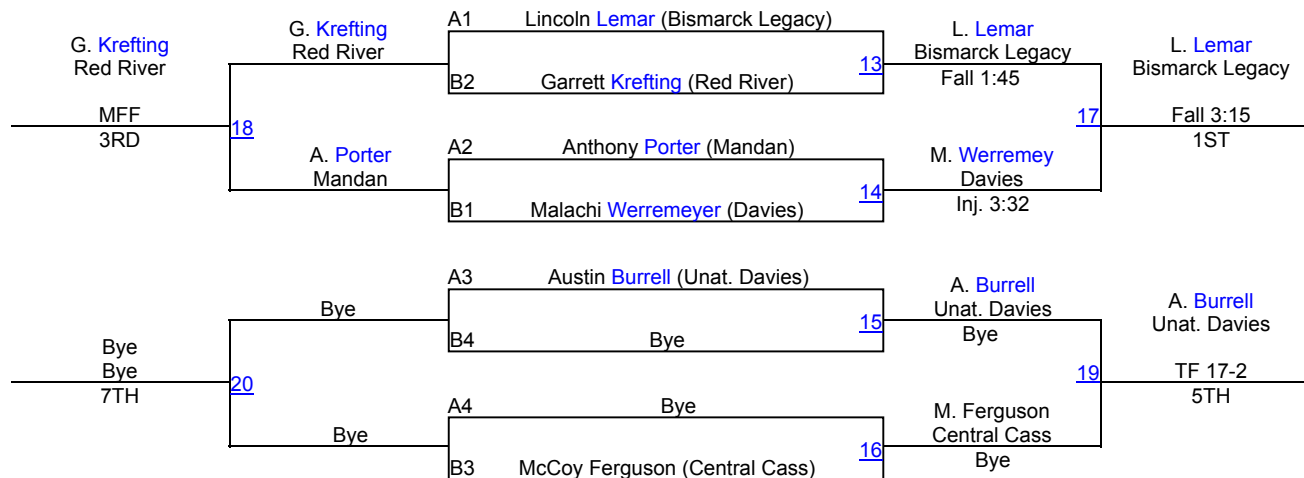 A1 Lincoln Lemar (Bismarck Legacy)
G. Krefting
Red River
G. Krefting
Red River
L. Lemar
Bismarck Legacy
L. Lemar
Bismarck Legacy
13
B2 Garrett Krefting (Red River)
Fall 1:45
MFF
3RD
18
17
Fall 3:15
1ST
A2 Anthony Porter (Mandan)
A. Porter
Mandan
M. Werremey
Davies
14
B1 Malachi Werremeyer (Davies)
Inj. 3:32
A3 Austin Burrell (Unat. Davies)
Bye
A. Burrell
Unat. Davies
A. Burrell
Unat. Davies
15
B4 Bye
Bye
Bye
Bye
7TH
20
19
TF 17-2
5TH
A4 Bye
Bye
M. Ferguson
Central Cass
16
B3 McCoy Ferguson (Central Cass)
Bye